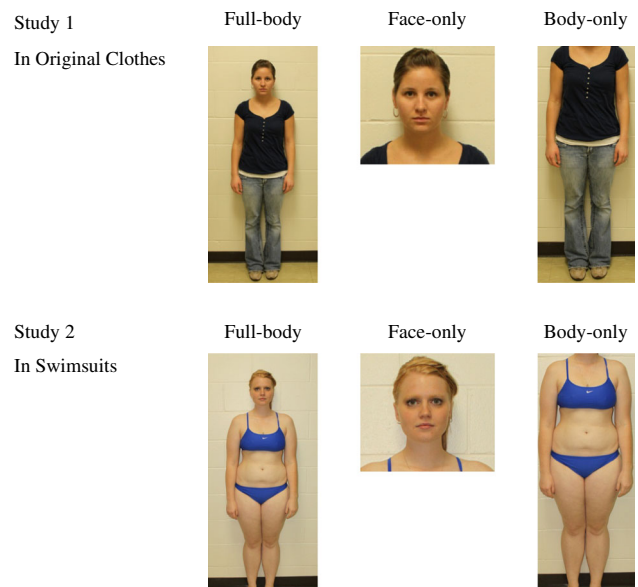 Study 1
In Original Clothes
Full-body
Face-only
Body-only
Study 2
In Swimsuits
Full-body
Face-only
Body-only